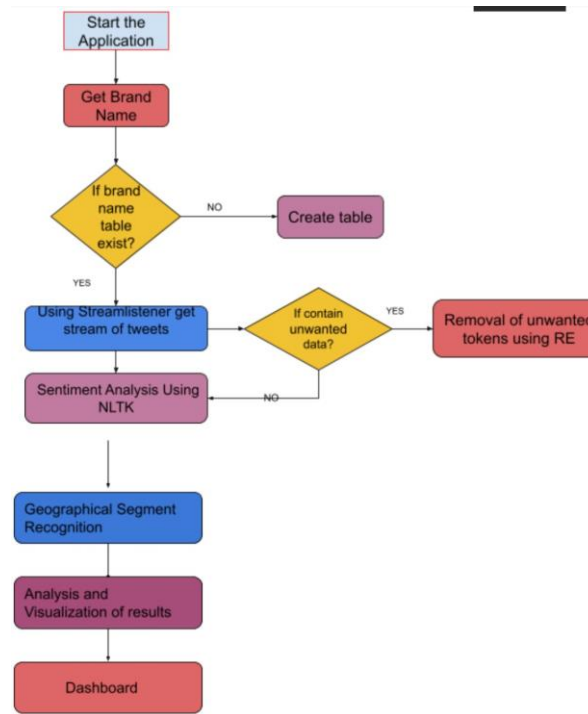 Start the
Application
Get Brand
Name
If brand
name
table
exist?
NO
Create table
YES
Using Streamlistener get
stream of tweets
If contain
unwanted
data?
YES
Removal of unwanted
tokens using RE
Sentiment Analysis Using
NLTK
NO
Geographical Segment
Recognition
Analysis and
Visualization of results
Dashboard